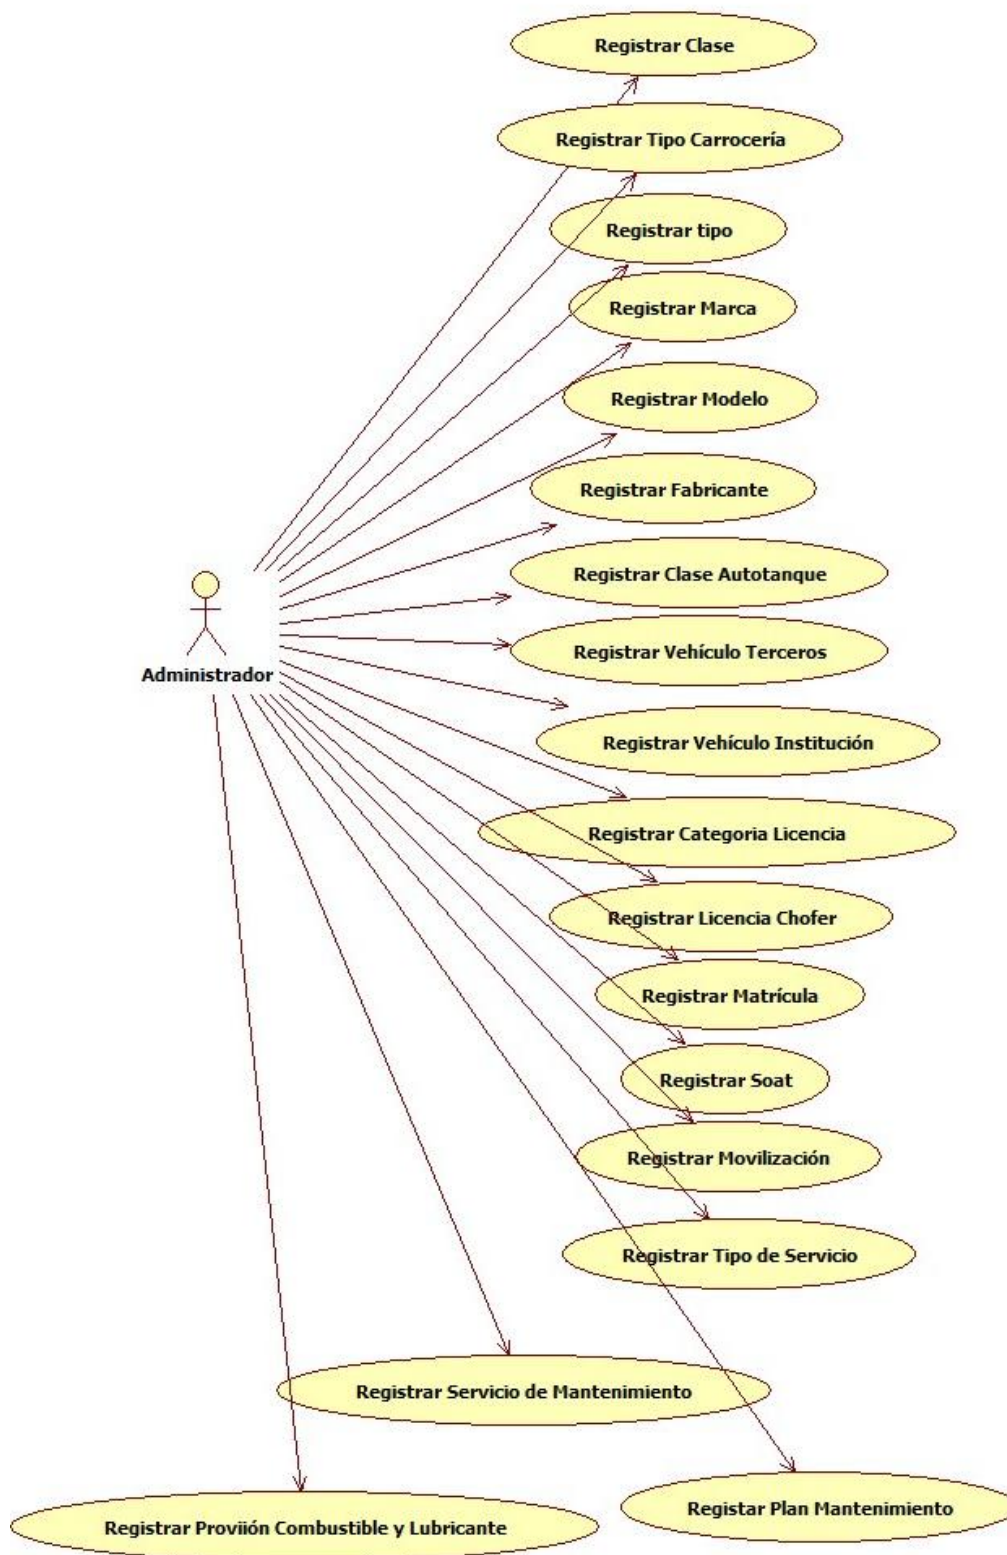 Registrar Clase
Registrar Tipo Carrocería
Registrar tipo
Registrar Marca
Registrar Modelo
Registrar Fabricante
Registrar Clase Autotanque
Registrar Vehículo Terceros
Administrador
Registrar Vehículo Institución
Registrar Categoria Licencia
Registrar Licencia Chofer
Registrar Matrícula
Registrar Soat
Registrar Movilización
Registrar Tipo de Servicio
Registrar Servicio de Mantenimiento
Registar Plan Mantenimiento
Registrar Proviión Combustible y Lubricante